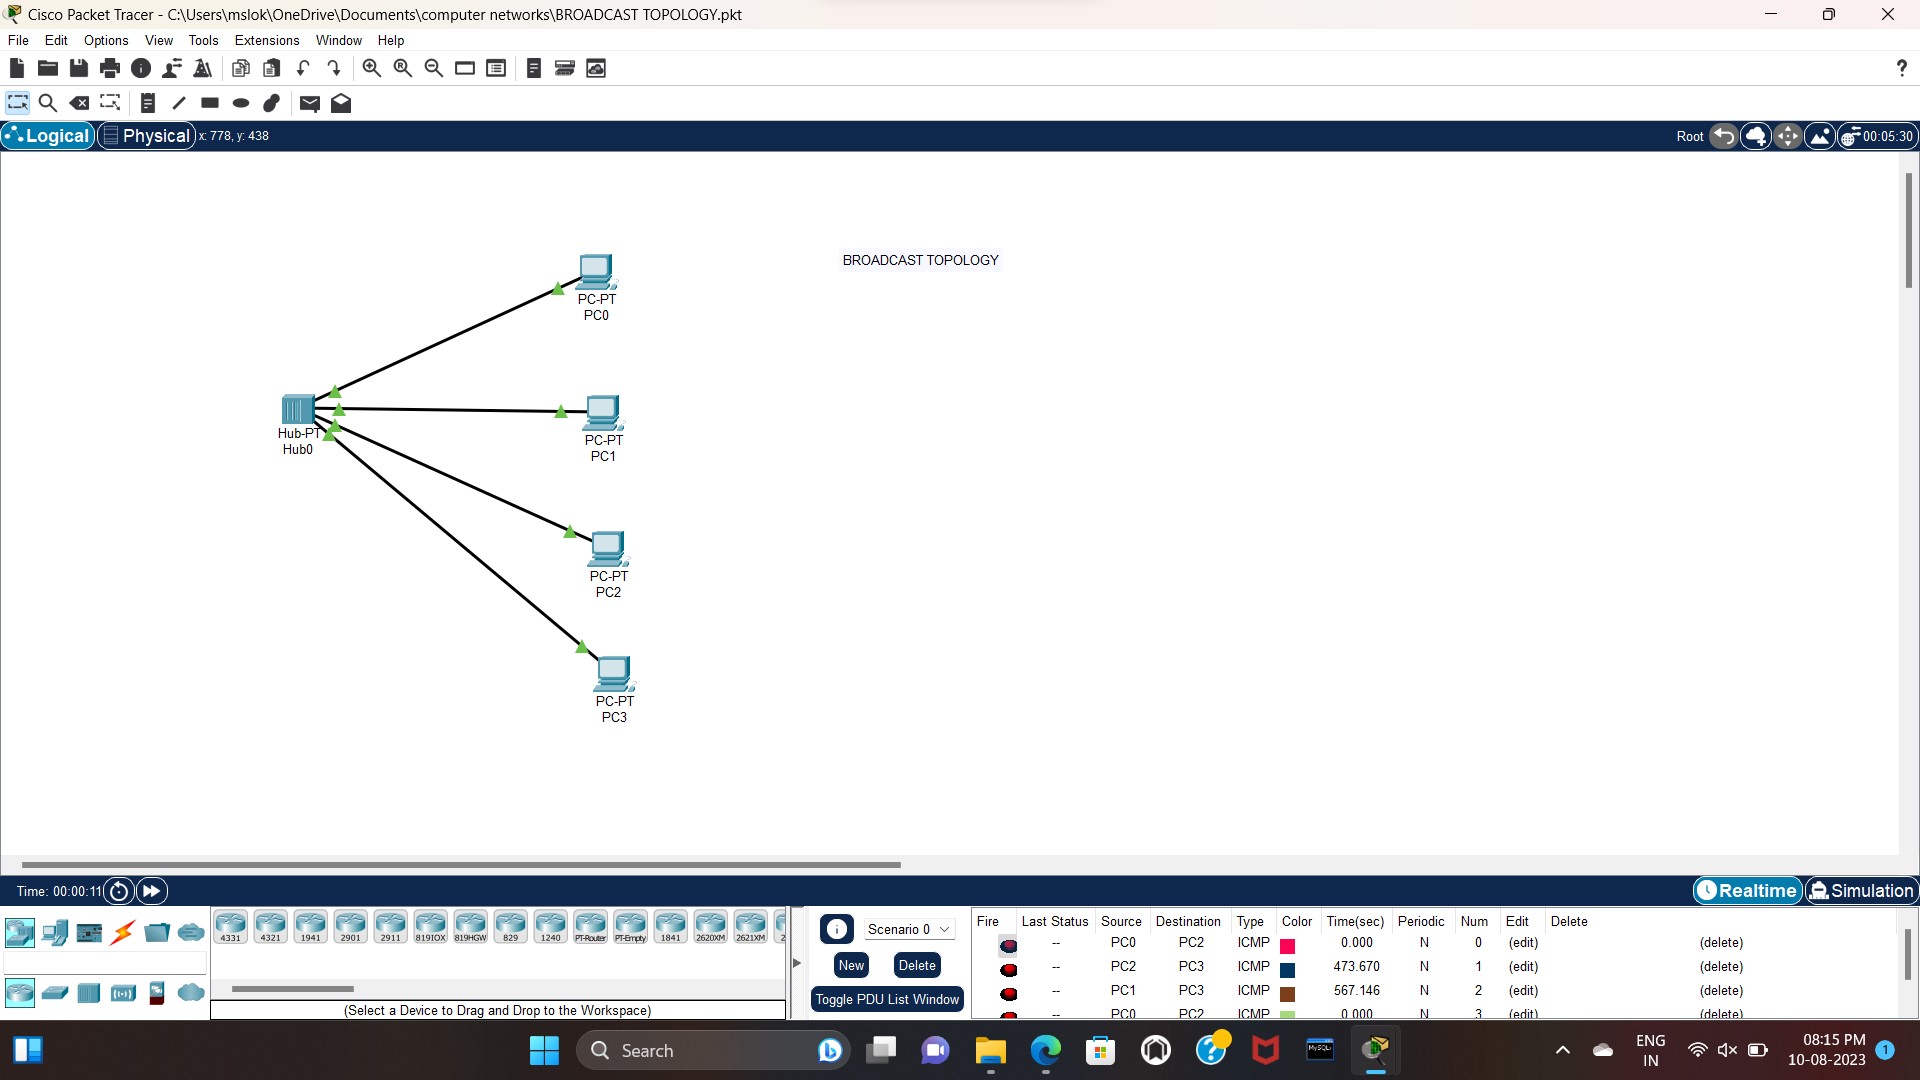 Cisco Packet Tracer - C:\Users\mslok\OneDrive\Documents\computer networks\BROADCAST TOPOLOGY.pkt
File Edit Options View Tools Extensions Window Help
?
Logical Physical x: 778, y: 438 Root 00:05:30
BROADCAST TOPOLOGY
PC-PT
PC0
Hub-PT
Hub0
PC-PT
PC1
PC-PT
PC2
PC-PT
PC3
Time: 00:00:11 Realtime Simulation
4331 4321 1941 2901 2911 819IOX 819HGW 829 1240 PT-Router PT-Empty 1841 2620XM 2621XM
(Select a Device to Drag and Drop to the Workspace)
Scenario 0
New Delete
Toggle PDU List Window
Fire Last Status Source Destination Type Color Time(sec) Periodic Num Edit Delete
-- PC0 PC2 ICMP 0.000 N 0 (edit) (delete)
-- PC2 PC3 ICMP 473.670 N 1 (edit) (delete)
-- PC1 PC3 ICMP 567.146 N 2 (edit) (delete)
-- PC0 PC2 ICMP 0.000 N 3 (edit) (delete)
Search
MySQL
ENG
IN
08:15 PM
10-08-2023
1